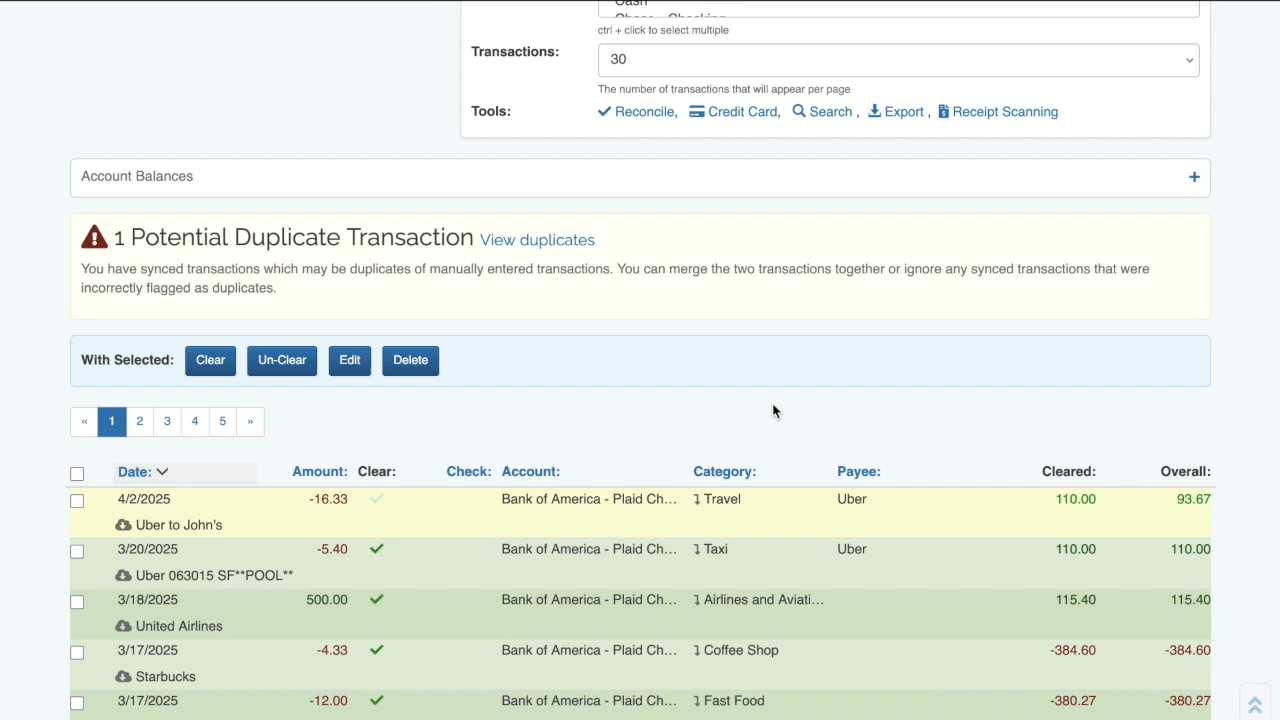 Cash
Chase - Checking
ctrl + click to select multiple
Transactions:
30
The number of transactions that will appear per page
Tools:
Reconcile, Credit Card, Search , Export , Receipt Scanning
Account Balances
1 Potential Duplicate Transaction View duplicates
You have synced transactions which may be duplicates of manually entered transactions. You can merge the two transactions together or ignore any synced transactions that were
incorrectly flagged as duplicates.
With Selected: Clear Un-Clear Edit Delete
« 1 2 3 4 5 »
Date: Amount: Clear: Check: Account: Category: Payee: Cleared: Overall:
4/2/2025 -16.33 Bank of America - Plaid Ch... Travel Uber 110.00 93.67
Uber to John's
3/20/2025 -5.40 Bank of America - Plaid Ch... Taxi Uber 110.00 110.00
Uber 063015 SF**POOL**
3/18/2025 500.00 Bank of America - Plaid Ch... Airlines and Aviati... 115.40 115.40
United Airlines
3/17/2025 -4.33 Bank of America - Plaid Ch... Coffee Shop -384.60 -384.60
Starbucks
3/17/2025 -12.00 Bank of America - Plaid Ch... Fast Food -380.27 -380.27